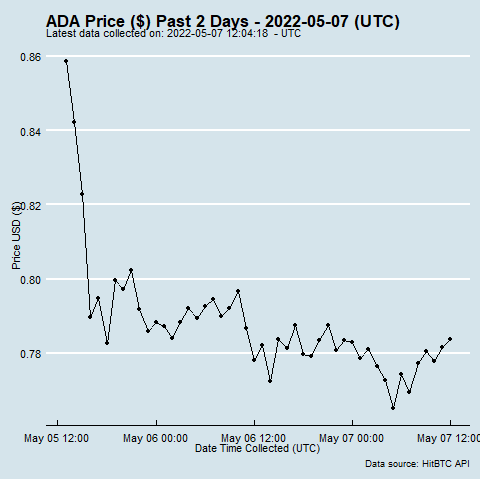 ADA Price ($) Past 2 Days - 2022-05-07 (UTC)
Latest data collected on: 2022-05-07 12:04:18 - UTC
0.86
0.84
0.82
0.80
0.78
Price USD ($)
May 05 12:00 May 06 00:00 May 06 12:00 May 07 00:00 May 07 12:00
Date Time Collected (UTC)
Data source: HitBTC API